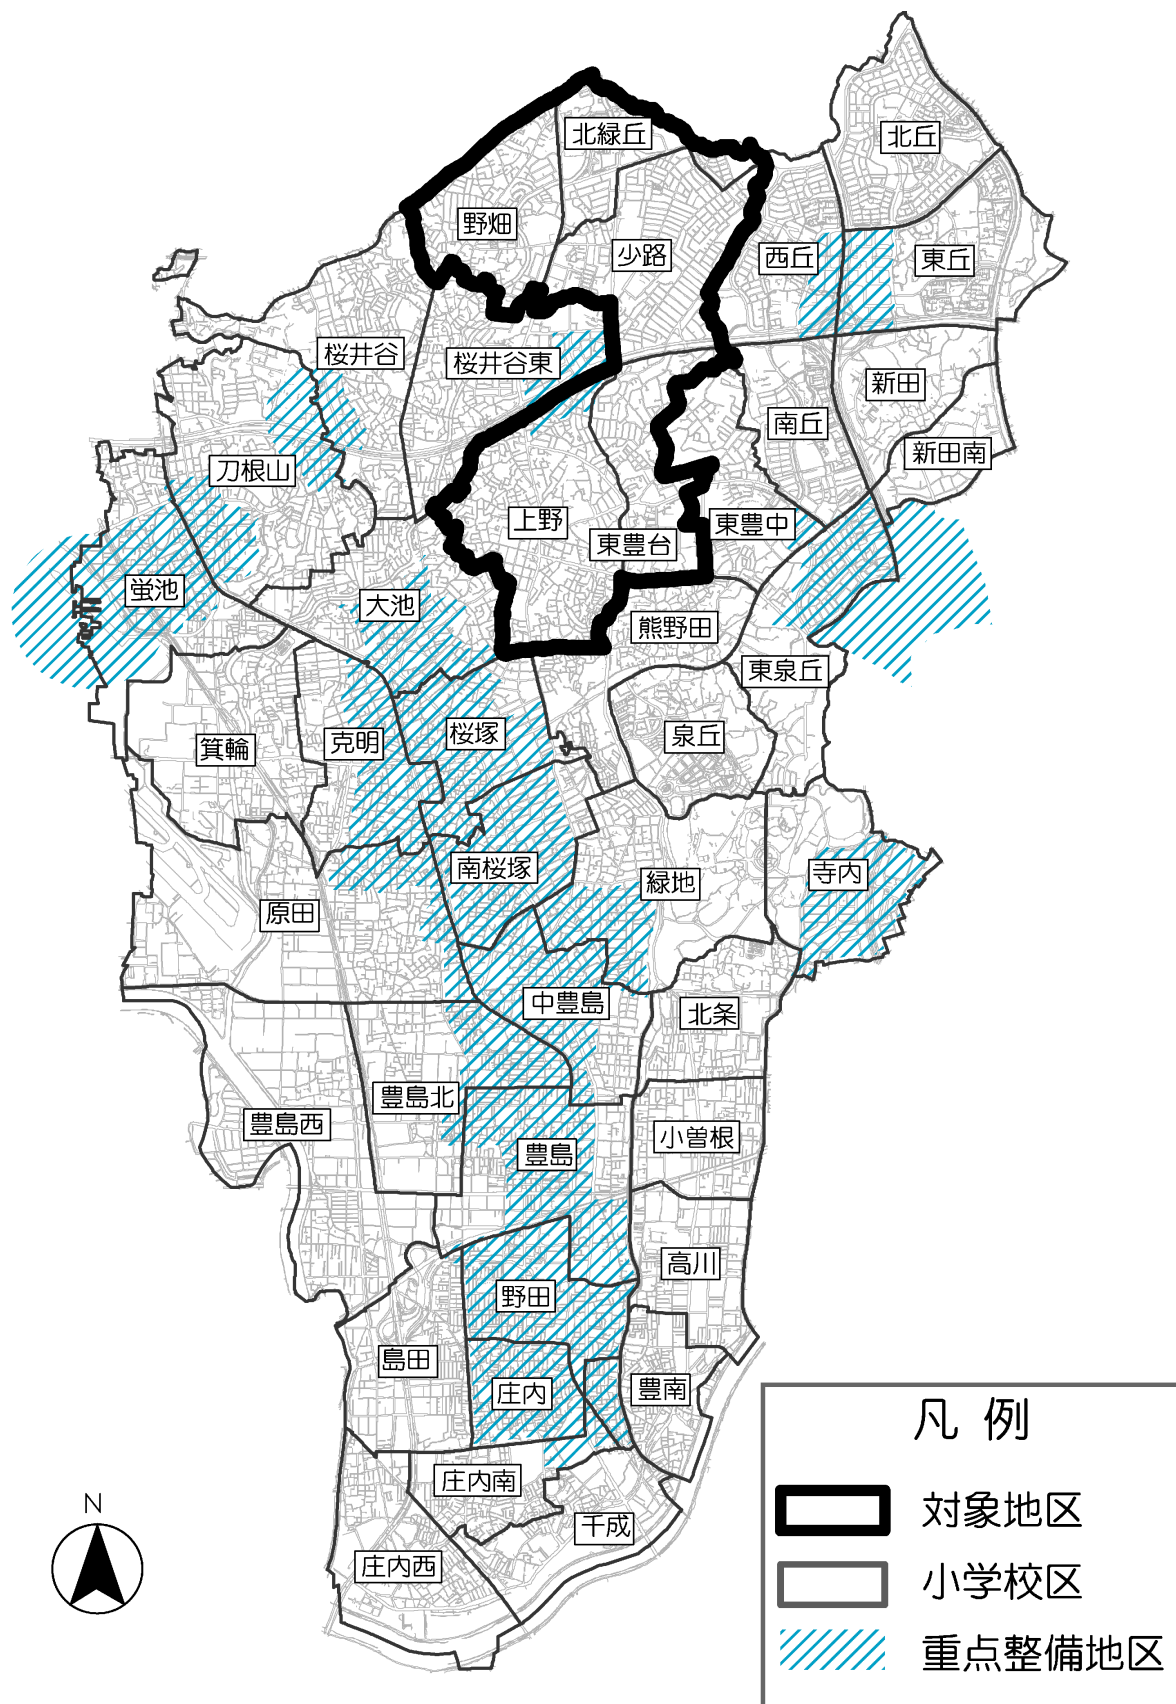 北丘
北緑丘
野畑
少路
西丘
東丘
桜井谷
桜井谷東
新田
南丘
新田南
刀根山
上野
東豊台
東豊中
蛍池
大池
熊野田
東泉丘
箕輪
克明
桜塚
泉丘
南桜塚
緑地
寺内
原田
中豊島
北条
豊島北
豊島西
小曽根
豊島
高川
野田
島田
庄内
豊南
庄内南
千成
庄内西
N
凡 例
対象地区
小学校区
重点整備地区